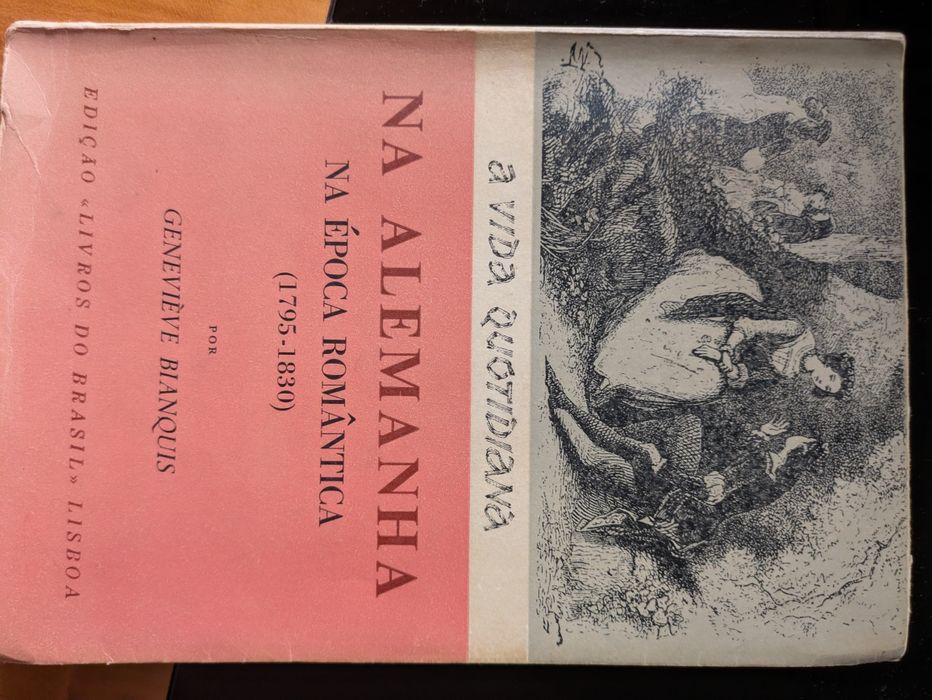 a VIDa QUOTIDIANa
NA ALEMANHA
NA ÉPOCA ROMÂNTICA
(1795-1830)
POR
GENEVIÈVE BIANQUIS
EDIÇÃO «LIVROS DO BRASIL» LISBOA